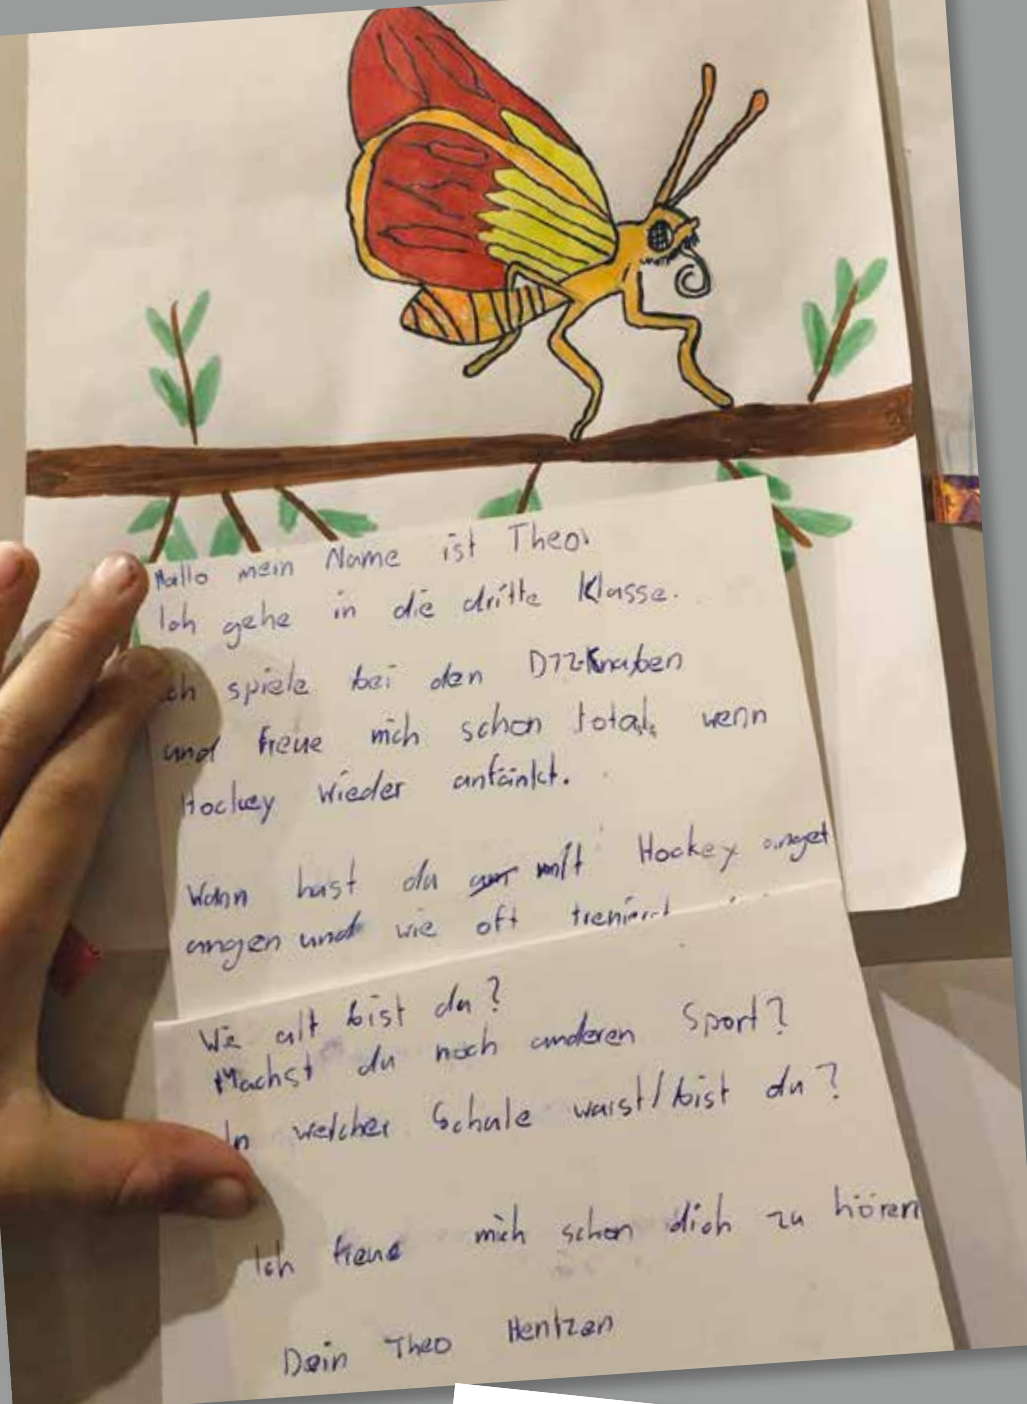 Hallo mein Name ist Theo.
Ich gehe in die dritte Klasse.
Ich spiele bei den D12-Knaben
und freue mich schon total, wenn
Hockey wieder anfänkt.
Wann hast du mit Hockey anget
angen und wie oft
Wie alt bist du?
Machst du noch anderen Sport?
In welcher Schule warst/bist du?
Ich freue mich schon dich zu hören
Dein Theo Hentzen